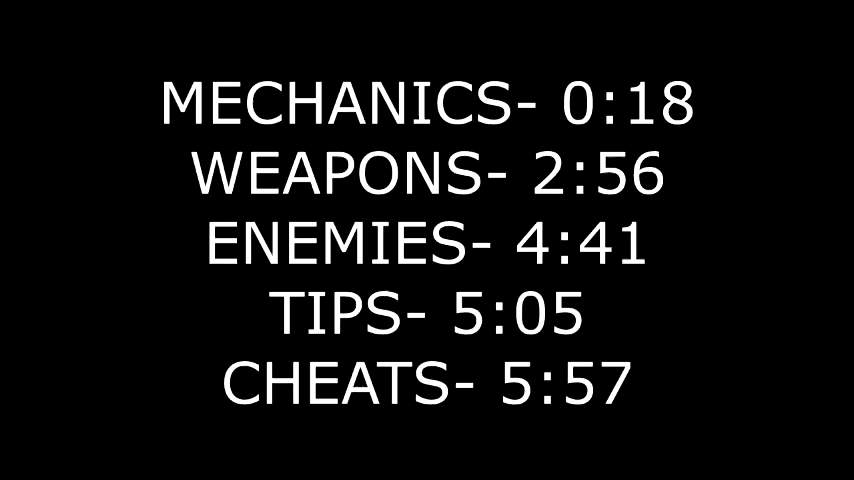 MECHANICS- 0:18
WEAPONS- 2:56
ENEMIES- 4:41
TIPS- 5:05
CHEATS- 5:57